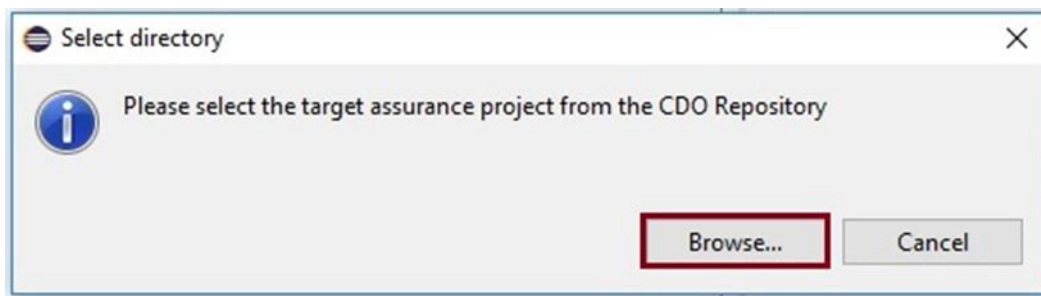 Select directory
Please select the target assurance project from the CDO Repository
Browse...
Cancel